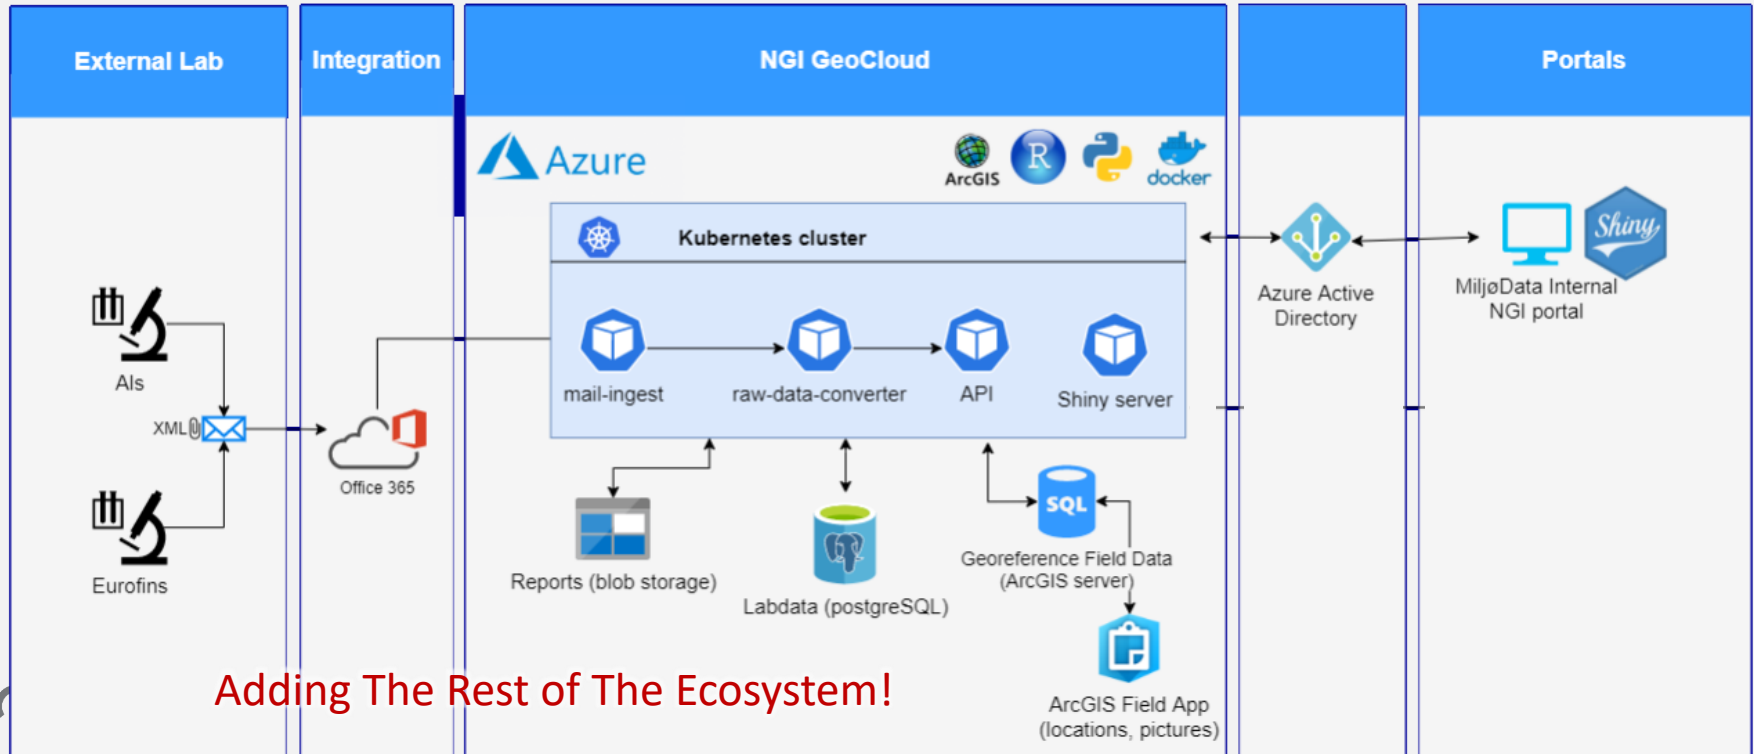 External Lab
Integration
NGI GeoCloud
Portals
Azure
ArcGIS
R
docker
Kubernetes cluster
Shiny
mail-ingest
raw-data-converter
API
Shiny server
Azure Active
Directory
MiljøData Internal
NGI portal
Als
XML
Eurofins
Office 365
Reports (blob storage)
Labdata (postgreSQL)
SQL
Georeference Field Data
(ArcGIS server)
ArcGIS Field App
(locations, pictures)
Adding The Rest of The Ecosystem!